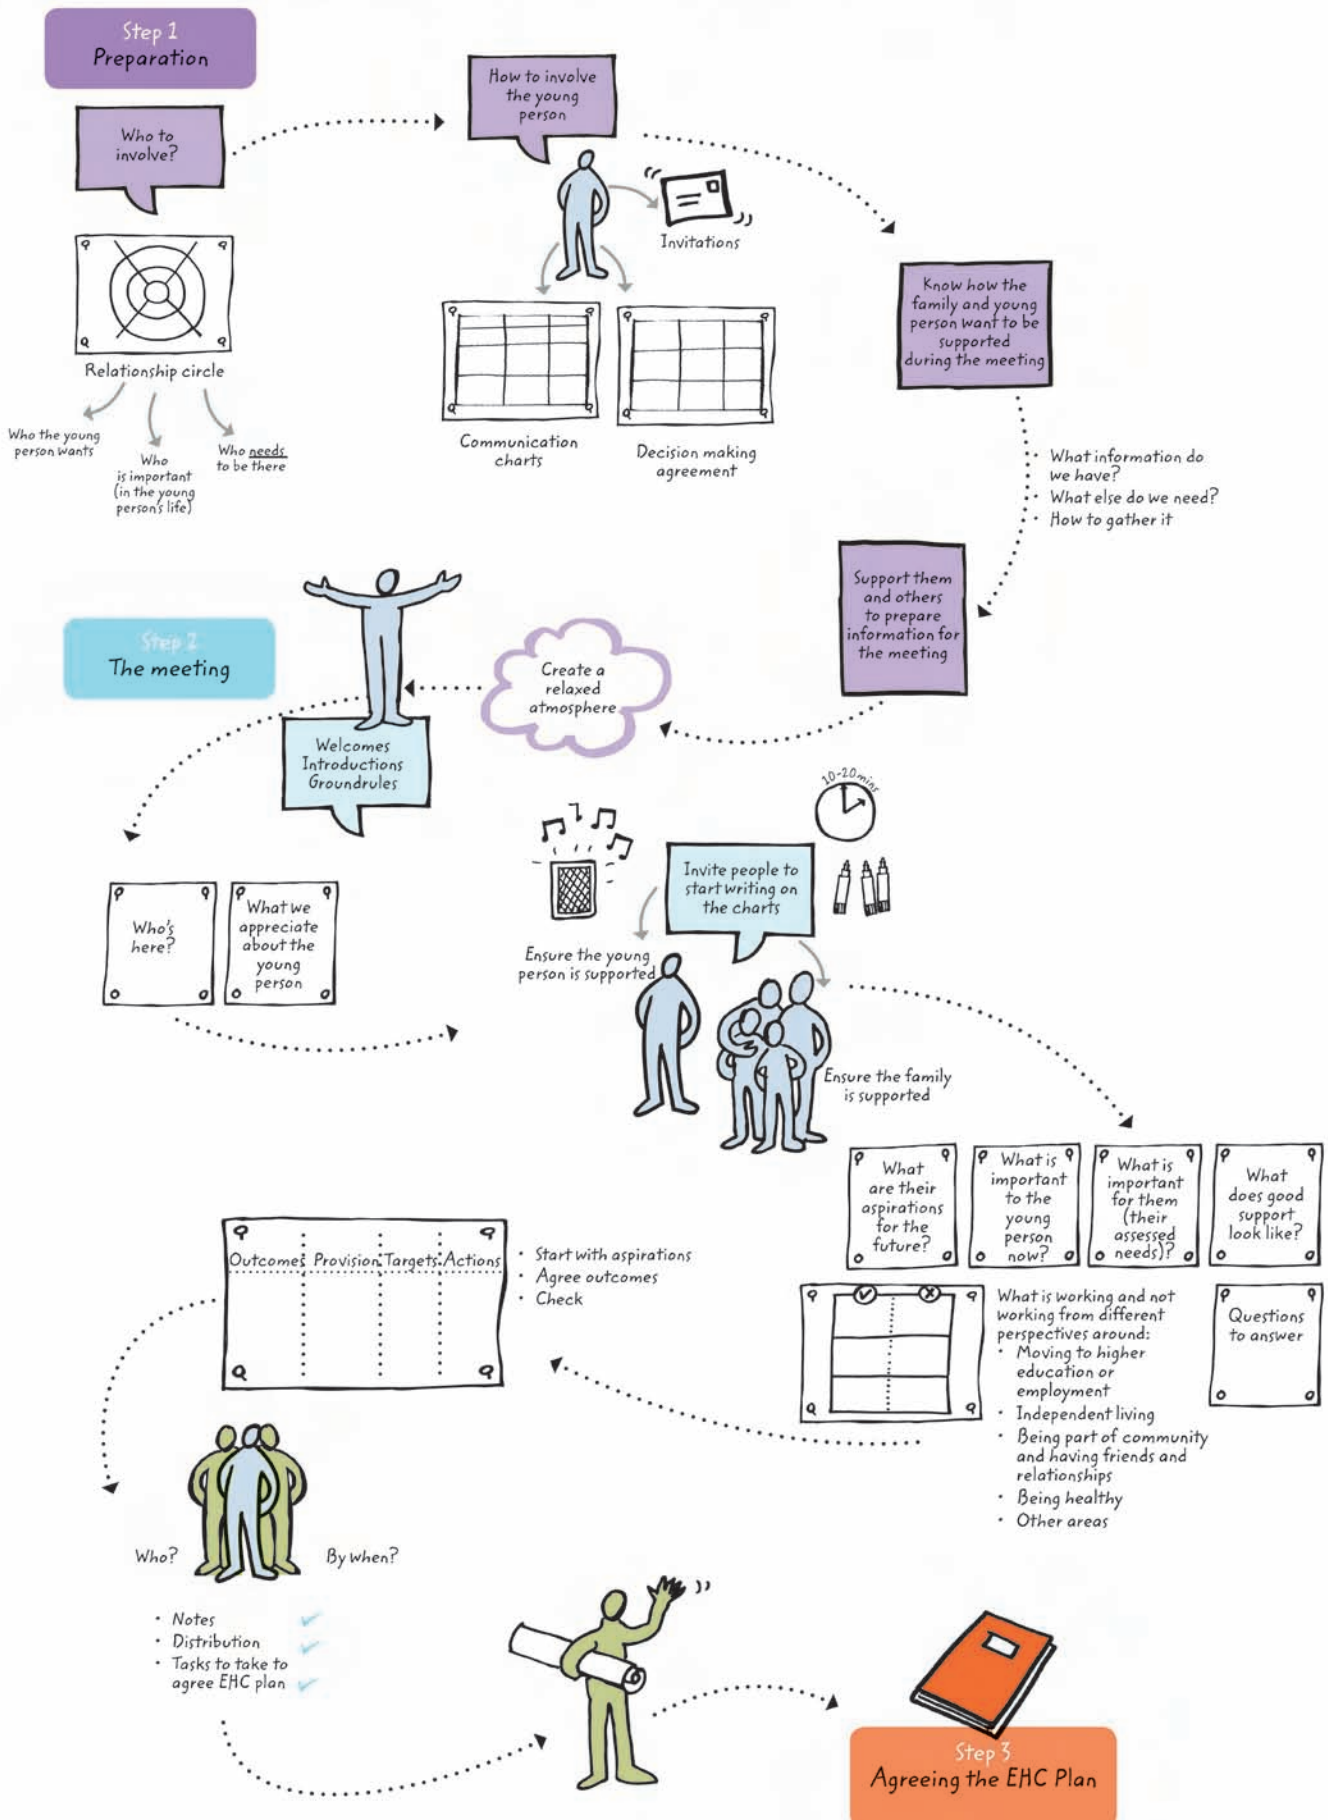 Step 1
Preparation
Who to
involve?
How to involve
the young
person
Invitations
Relationship circle
Who the young
person wants
Who
is important
(in the young
person's life)
Who needs
to be there
Communication
charts
Decision making
agreement
Know how the
family and young
person want to be
supported
during the meeting
• What information do
we have?
• What else do we need?
• How to gather it
Support them
and others
to prepare
information for
the meeting
Step 2
The meeting
Create a
relaxed
atmosphere
Welcomes
Introductions
Groundrules
Who's
here?
What we
appreciate
about the
young
person
10-20mins
Invite people to
start writing on
the charts
Ensure the young
person is supported
Ensure the family
is supported
What
are their
aspirations
for the
future?
What is
important
to the
young
person
now?
What is
important
for them
(their
assessed
needs)?
What
does good
support
look like?
What is working and not
working from different
perspectives around:
• Moving to higher
education or
employment
• Independent living
• Being part of community
and having friends and
relationships
• Being healthy
• Other areas
Questions
to answer
Outcomes Provision Targets Actions
• Start with aspirations
• Agree outcomes
• Check
Who?
By when?
• Notes
• Distribution
• Tasks to take to
agree EHC plan
Step 3
Agreeing the EHC Plan